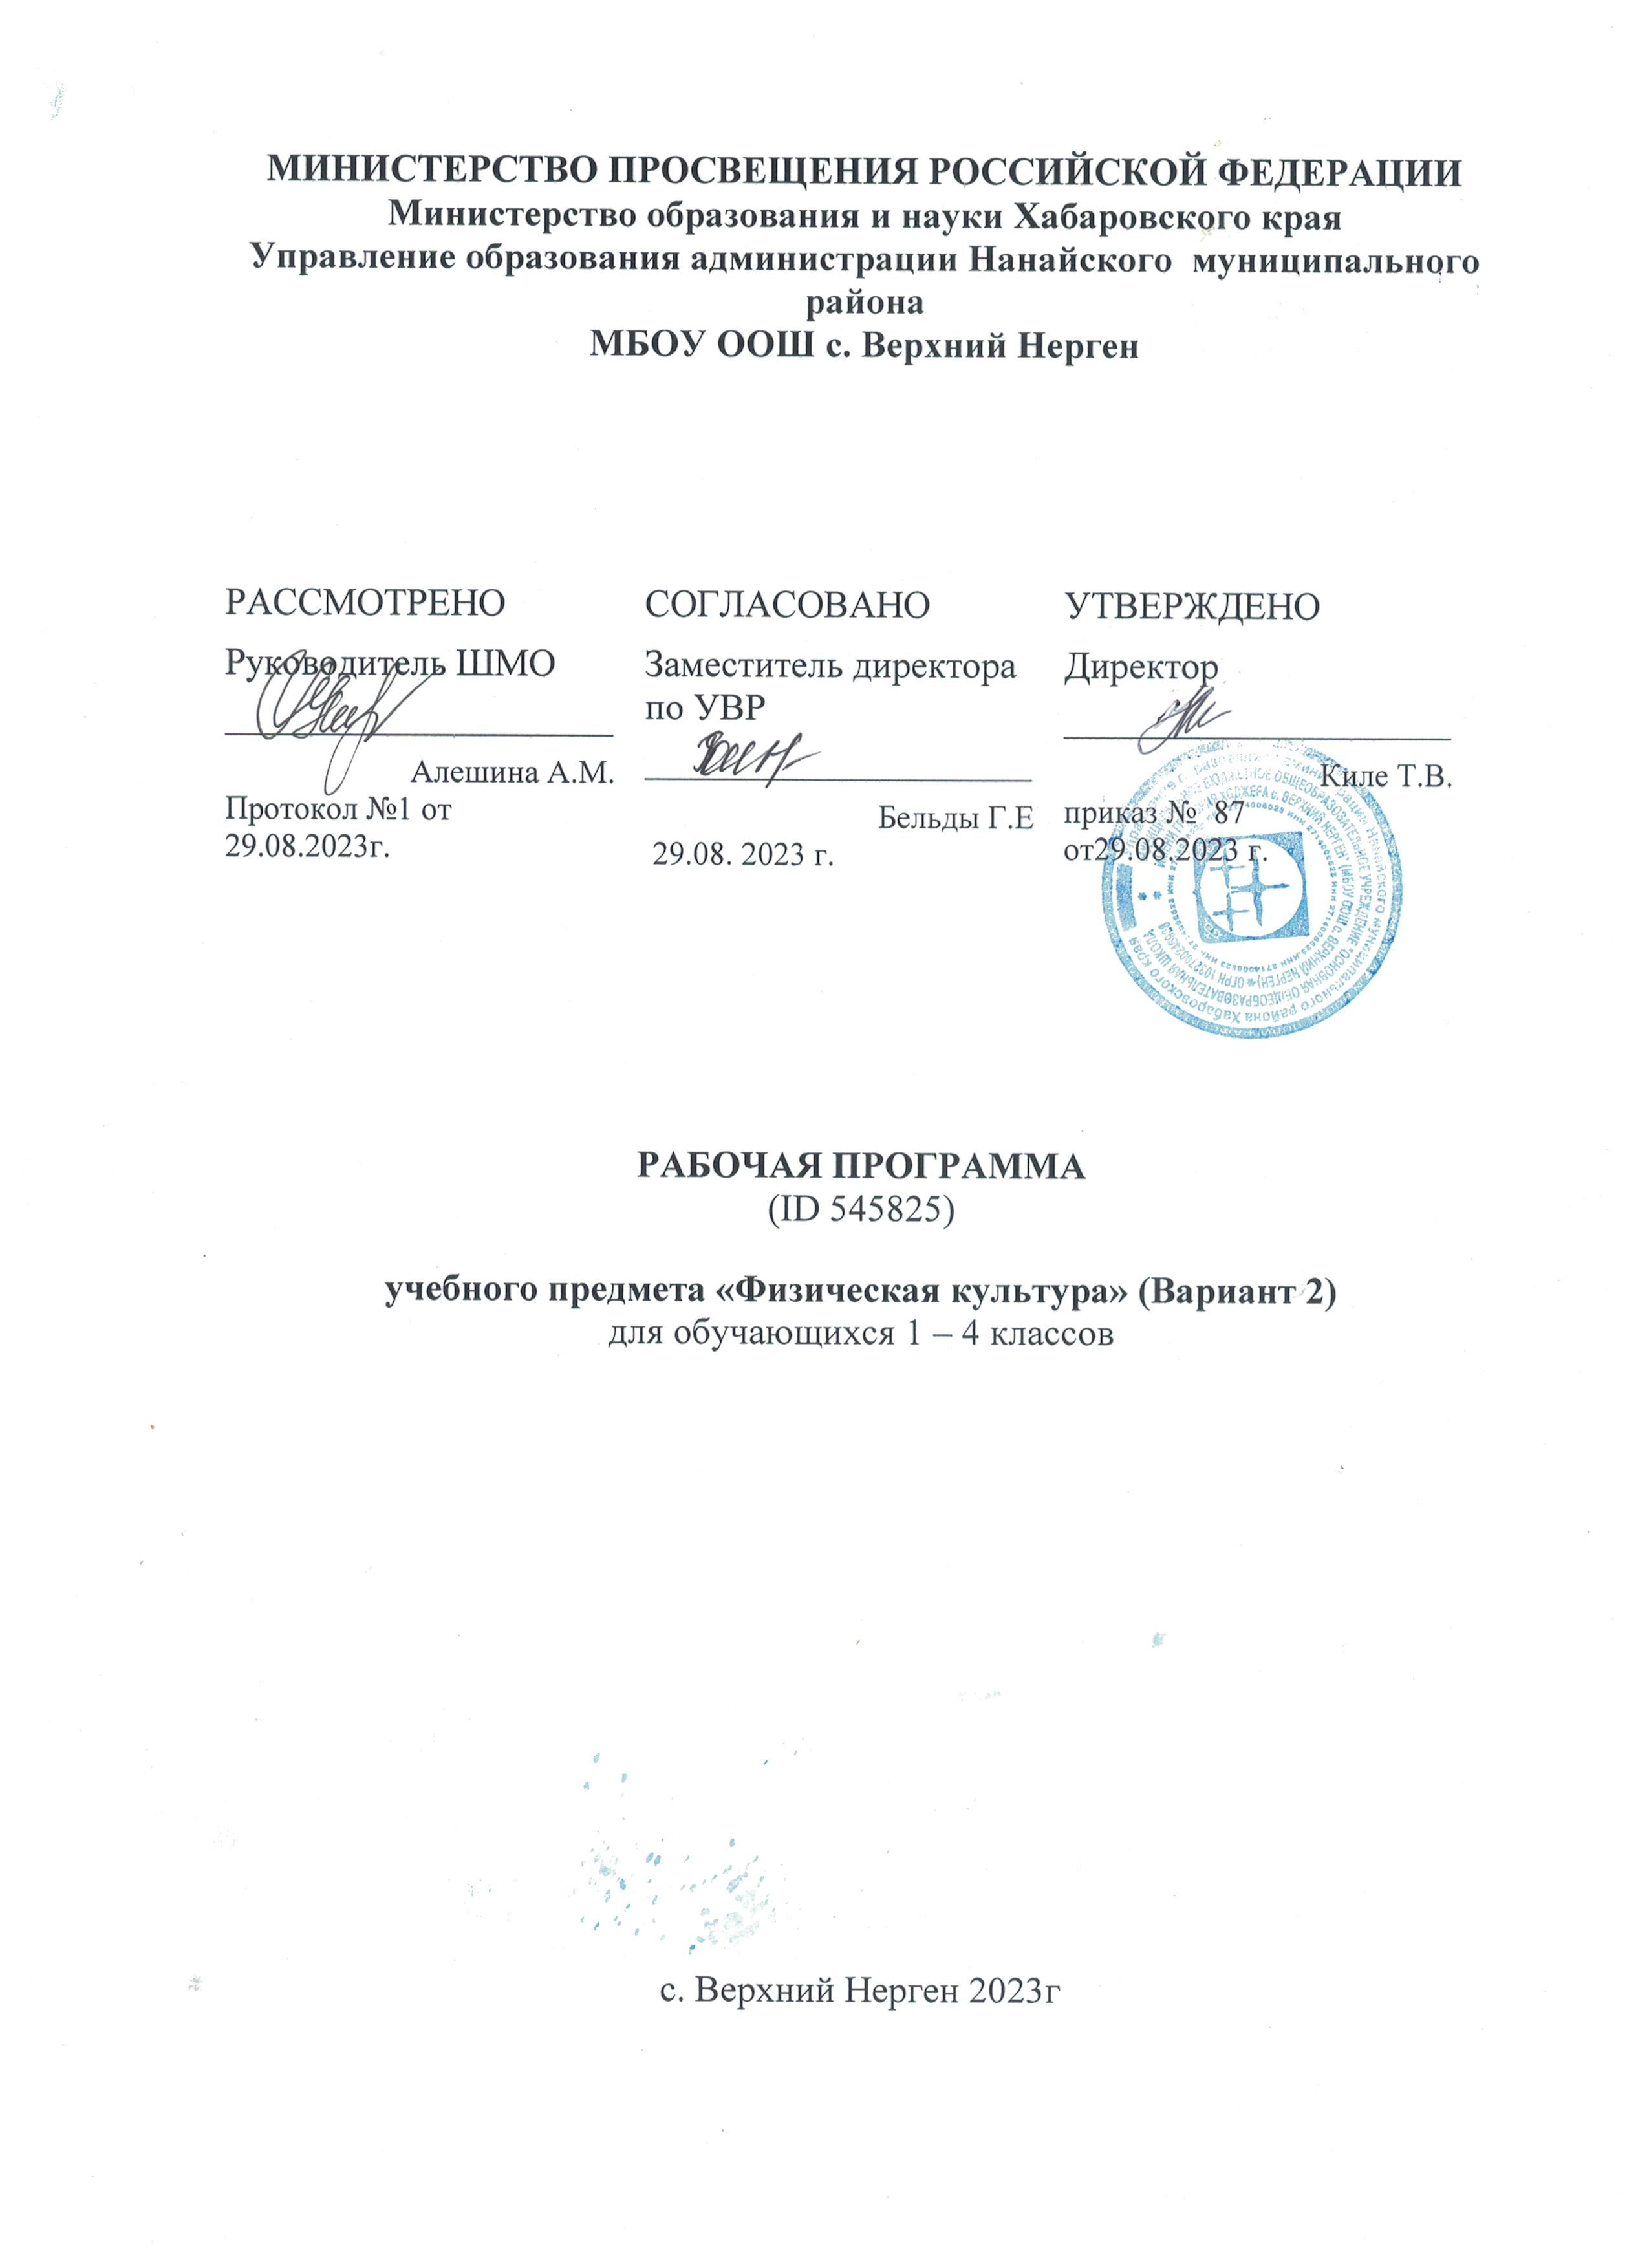 МИНИСТЕРСТВО ПРОСВЕЩЕНИЯ РОССИЙСКОЙ ФЕДЕРАЦИИ
Министерство образования и науки Хабаровского края
Управление образования администрации Нанайского муниципального
района
МБОУ ООШ с. Верхний Нерген
РАССМОТРЕНО
Руководитель ШМО
Алешина А.М.
Протокол №1 от
29.08.2023г.
СОГЛАСОВАНО
Заместитель директора
по УВР
Бельды Г.Е
29.08. 2023 г.
УТВЕРЖДЕНО
Директор
Киле Т.В.
приказ № 87
от29.08.2023 г.
РАБОЧАЯ ПРОГРАММА
(ID 545825)
учебного предмета «Физическая культура» (Вариант 2)
для обучающихся 1 – 4 классов
с. Верхний Нерген 2023г